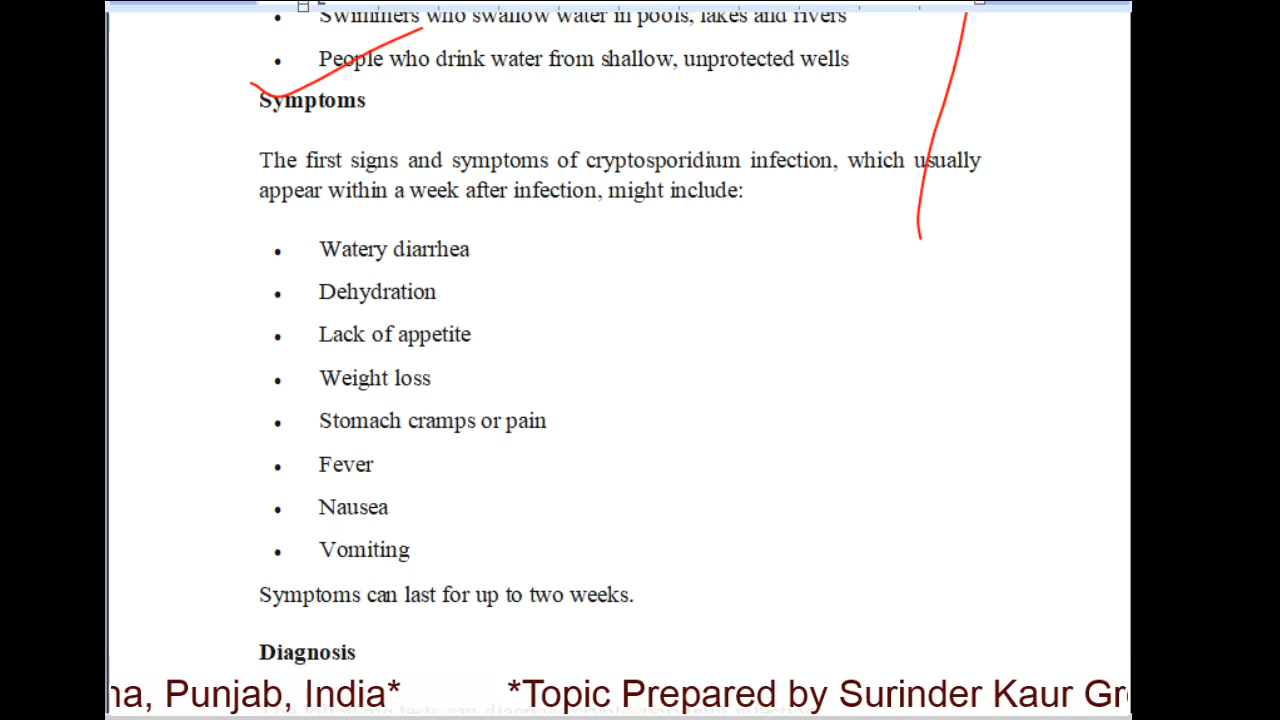 • Swimmers who swallow water in pools, lakes and rivers
• People who drink water from shallow, unprotected wells
Symptoms
The first signs and symptoms of cryptosporidium infection, which usually
appear within a week after infection, might include:
• Watery diarrhea
• Dehydration
• Lack of appetite
• Weight loss
• Stomach cramps or pain
• Fever
• Nausea
• Vomiting
Symptoms can last for up to two weeks.
Diagnosis
na, Punjab, India* *Topic Prepared by Surinder Kaur Gr